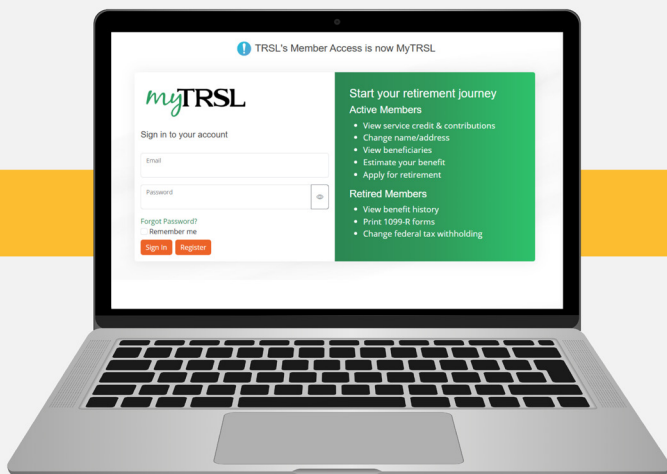 TRSL's Member Access is now MyTRSL
myTRSL
Sign in to your account
Email
Password
Forgot Password?
Remember me
Sign In
Register
Start your retirement journey
Active Members
• View service credit & contributions
• Change name/address
• View beneficiaries
• Estimate your benefit
• Apply for retirement
Retired Members
• View benefit history
• Print 1099-R forms
• Change federal tax withholding